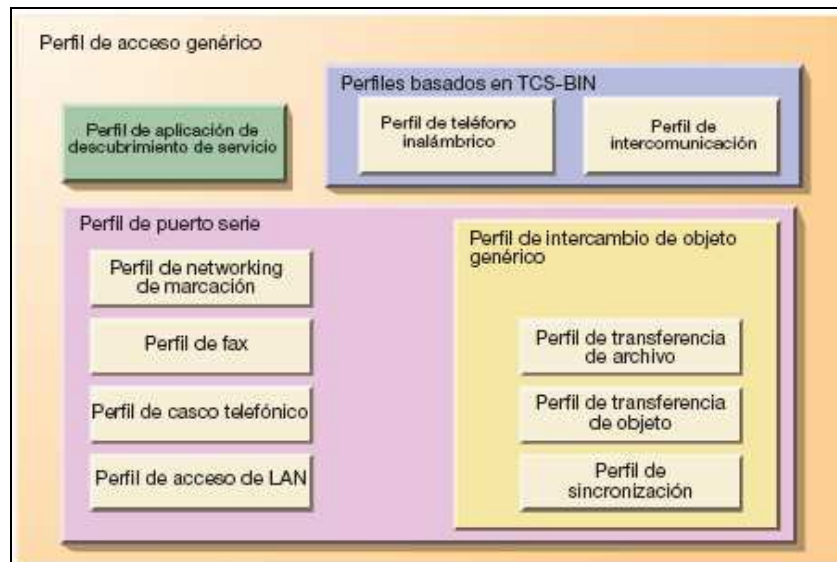 Perfil de acceso genérico
Perfiles basados en TCS-BIN
Perfil de aplicación de
descubrimiento de servicio
Perfil de teléfono
inalámbrico
Perfil de
intercomunicación
Perfil de puerto serie
Perfil de networking
de marcación
Perfil de fax
Perfil de casco telefónico
Perfil de acceso de LAN
Perfil de intercambio de objeto
genérico
Perfil de transferencia
de archivo
Perfil de transferencia
de objeto
Perfil de
sincronización